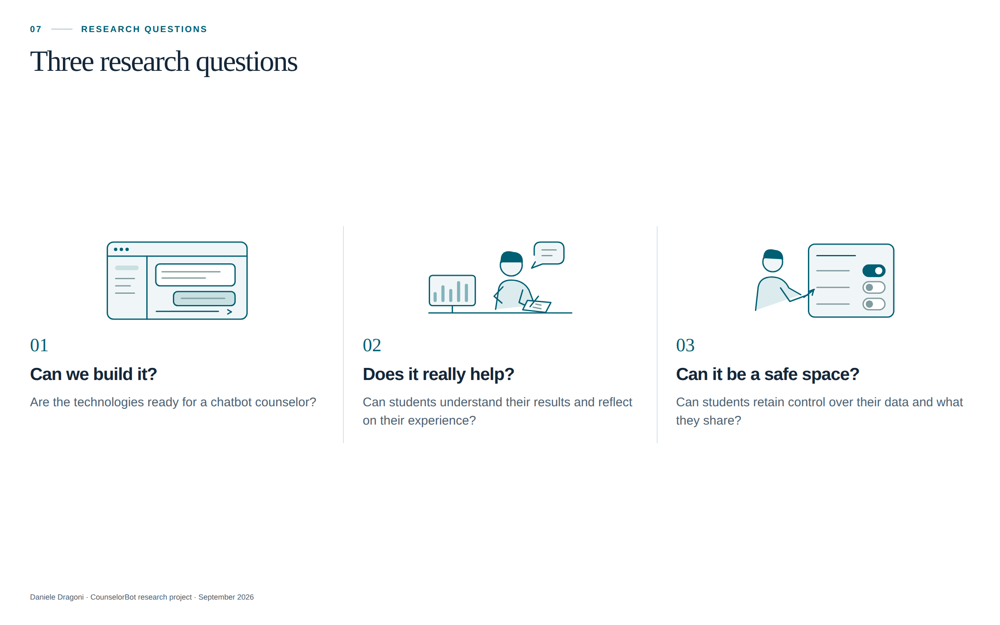 07 RESEARCH QUESTIONS
Three research questions
01
Can we build it?
Are the technologies ready for a chatbot counselor?
02
Does it really help?
Can students understand their results and reflect
on their experience?
03
Can it be a safe space?
Can students retain control over their data and what
they share?
Daniele Dragoni · CounselorBot research project · September 2026